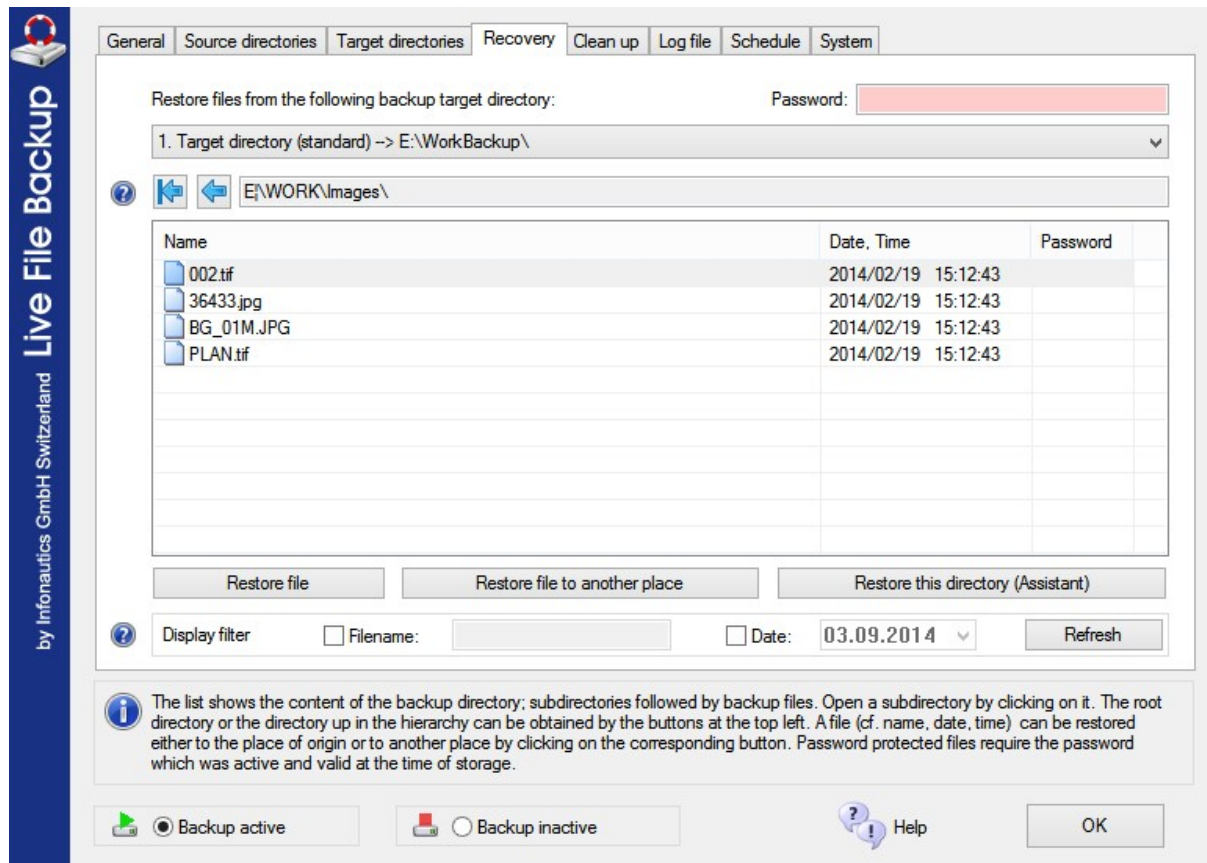 by Infonautics GmbH Switzerland Live File Backup
General Source directories Target directories Recovery Clean up Log file Schedule System
Restore files from the following backup target directory: Password:
1. Target directory (standard) --> E:\WorkBackup\
E¦\WORK\Images\
Name Date, Time Password
002.tif 2014/02/19 15:12:43
36433.jpg 2014/02/19 15:12:43
BG_01M.JPG 2014/02/19 15:12:43
PLAN.tif 2014/02/19 15:12:43
Restore file Restore file to another place Restore this directory (Assistant)
Display filter Filename: Date: 03.09.2014 Refresh
The list shows the content of the backup directory; subdirectories followed by backup files. Open a subdirectory by clicking on it. The root
directory or the directory up in the hierarchy can be obtained by the buttons at the top left. A file (cf. name, date, time) can be restored
either to the place of origin or to another place by clicking on the corresponding button. Password protected files require the password
which was active and valid at the time of storage.
Backup active Backup inactive Help OK